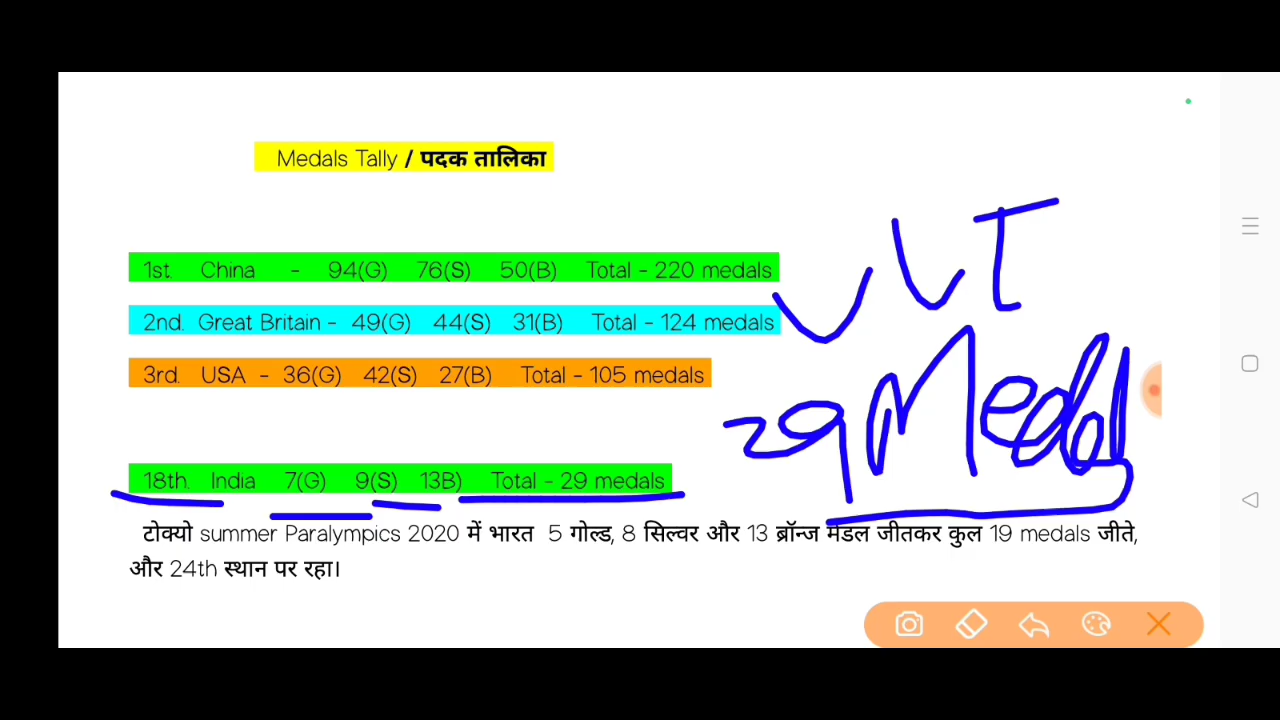 Medals Tally / पदक तालिका
1st. China - 94(G) 76(S) 50(B) Total - 220 medals
2nd. Great Britain - 49(G) 44(S) 31(B) Total - 124 medals
3rd. USA - 36(G) 42(S) 27(B) Total - 105 medals
29 Medal
18th. India 7(G) 9(S) 13B) Total - 29 medals
टोक्यो summer Paralympics 2020 में भारत 5 गोल्ड, 8 सिल्वर और 13 ब्रॉन्ज मेडल जीतकर कुल 19 medals जीते,
और 24th स्थान पर रहा।